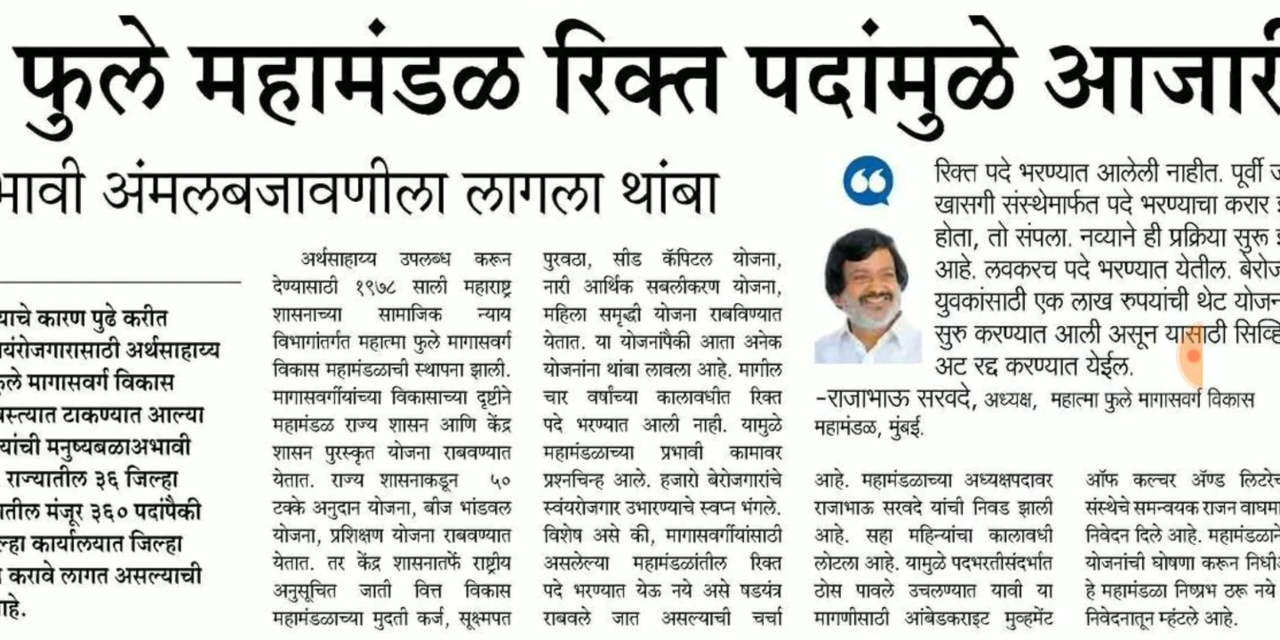 फुले महामंडळ रिक्त पदांमुळे आजारी
अंमलबजावणीला लागला थांबा
कारण पुढे करीत
अर्थसाहाय्य
मागासवर्ग विकास
टाकण्यात आल्या
मनुष्यबळाअभावी
राज्यातील ३६ जिल्हा
मंजूर ३६० पदांपैकी
कार्यालयात जिल्हा
करावे लागत असल्याची
अर्थसाहाय्य उपलब्ध करून
देण्यासाठी १९७८ साली महाराष्ट्र
शासनाच्या सामाजिक न्याय
विभागांतर्गत महात्मा फुले मागासवर्ग
विकास महामंडळाची स्थापना झाली.
मागासवर्गीयांच्या विकासाच्या दृष्टीने
महामंडळ राज्य शासन आणि केंद्र
शासन पुरस्कृत योजना राबवण्यात
येतात. राज्य शासनाकडून ५०
टक्के अनुदान योजना, बीज भांडवल
योजना, प्रशिक्षण योजना राबवण्यात
येतात. तर केंद्र शासनातर्फे राष्ट्रीय
अनुसूचित जाती वित्त विकास
महामंडळाच्या मुदती कर्ज, सूक्ष्मपत
पुरवठा, सीड कॅपिटल योजना,
नारी आर्थिक सबलीकरण योजना,
महिला समृद्धी योजना राबविण्यात
येतात. या योजनांपैकी आता अनेक
योजनांना थांबा लावला आहे. मागील
चार वर्षांच्या कालावधीत रिक्त
पदे भरण्यात आली नाही. यामुळे
महामंडळाच्या प्रभावी कामावर
प्रश्नचिन्ह आले. हजारो बेरोजगारांचे
स्वंयरोजगार उभारण्याचे स्वप्न भंगले.
विशेष असे की, मागासवर्गीयांसाठी
असलेल्या महामंडळांतील रिक्त
पदे भरण्यात येऊ नये असे षडयंत्र
राबवले जात असल्याची चर्चा
रिक्त पदे भरण्यात आलेली नाहीत. पूर्वी
खासगी संस्थेमार्फत पदे भरण्याचा करार
होता, तो संपला. नव्याने ही प्रक्रिया सुरू
आहे. लवकरच पदे भरण्यात येतील.
युवकांसाठी एक लाख रुपयांची थेट
सुरु करण्यात आली असून यासाठी
अट रद्द करण्यात येईल.
-राजाभाऊ सरवदे, अध्यक्ष, महात्मा फुले मागासवर्ग विकास
महामंडळ, मुंबई.
आहे. महामंडळाच्या अध्यक्षपदावर
राजाभाऊ सरवदे यांची निवड झाली
आहे. सहा महिन्यांचा कालावधी
लोटला आहे. यामुळे पदभरतीसंदर्भात
ठोस पावले उचलण्यात यावी या
मागणीसाठी आंबेडकराइट मुव्हमेंट
ऑफ कल्चर ॲण्ड
संस्थेचे समन्वयक राजन
निवेदन दिले आहे.
योजनांची घोषणा करून
हे महामंडळा निष्प्रभ ठरू नये
निवेदनातून म्हंटले आहे.